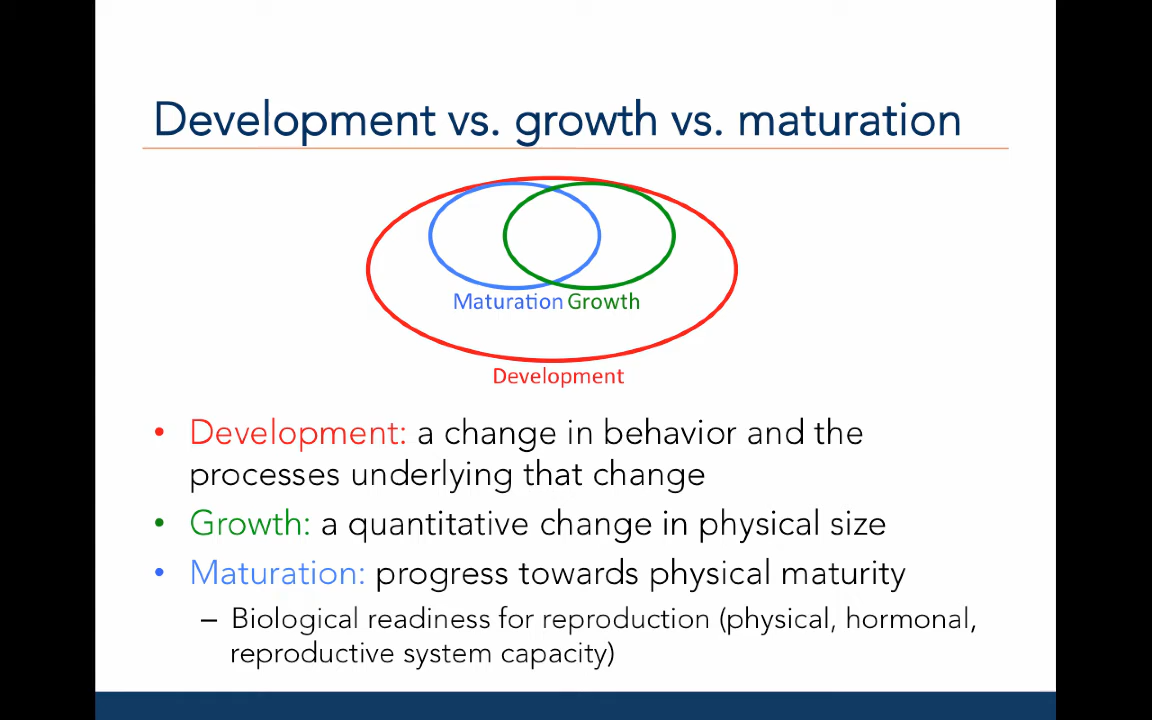 Development vs. growth vs. maturation
Maturation Growth
Development
• Development: a change in behavior and the
processes underlying that change
• Growth: a quantitative change in physical size
• Maturation: progress towards physical maturity
– Biological readiness for reproduction (physical, hormonal,
reproductive system capacity)